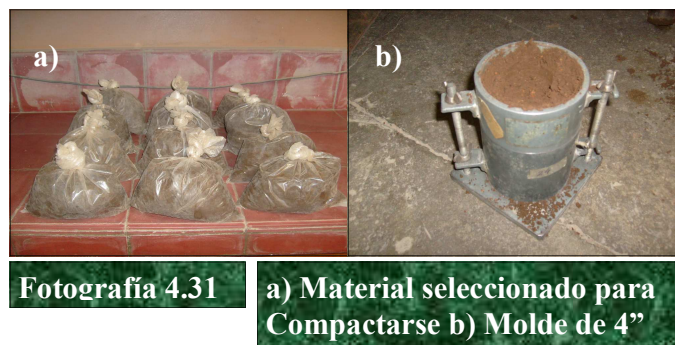 a)
b)
Fotografía 4.31
a) Material seleccionado para
Compactarse b) Molde de 4”